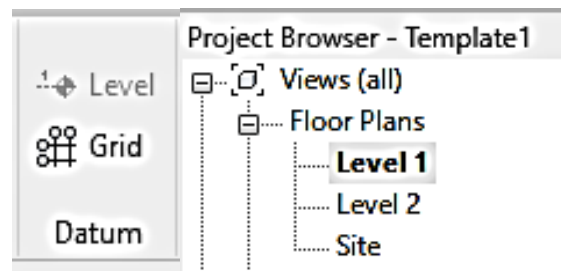 Level
Grid
Datum
Project Browser - Template1
Views (all)
Floor Plans
Level 1
Level 2
Site